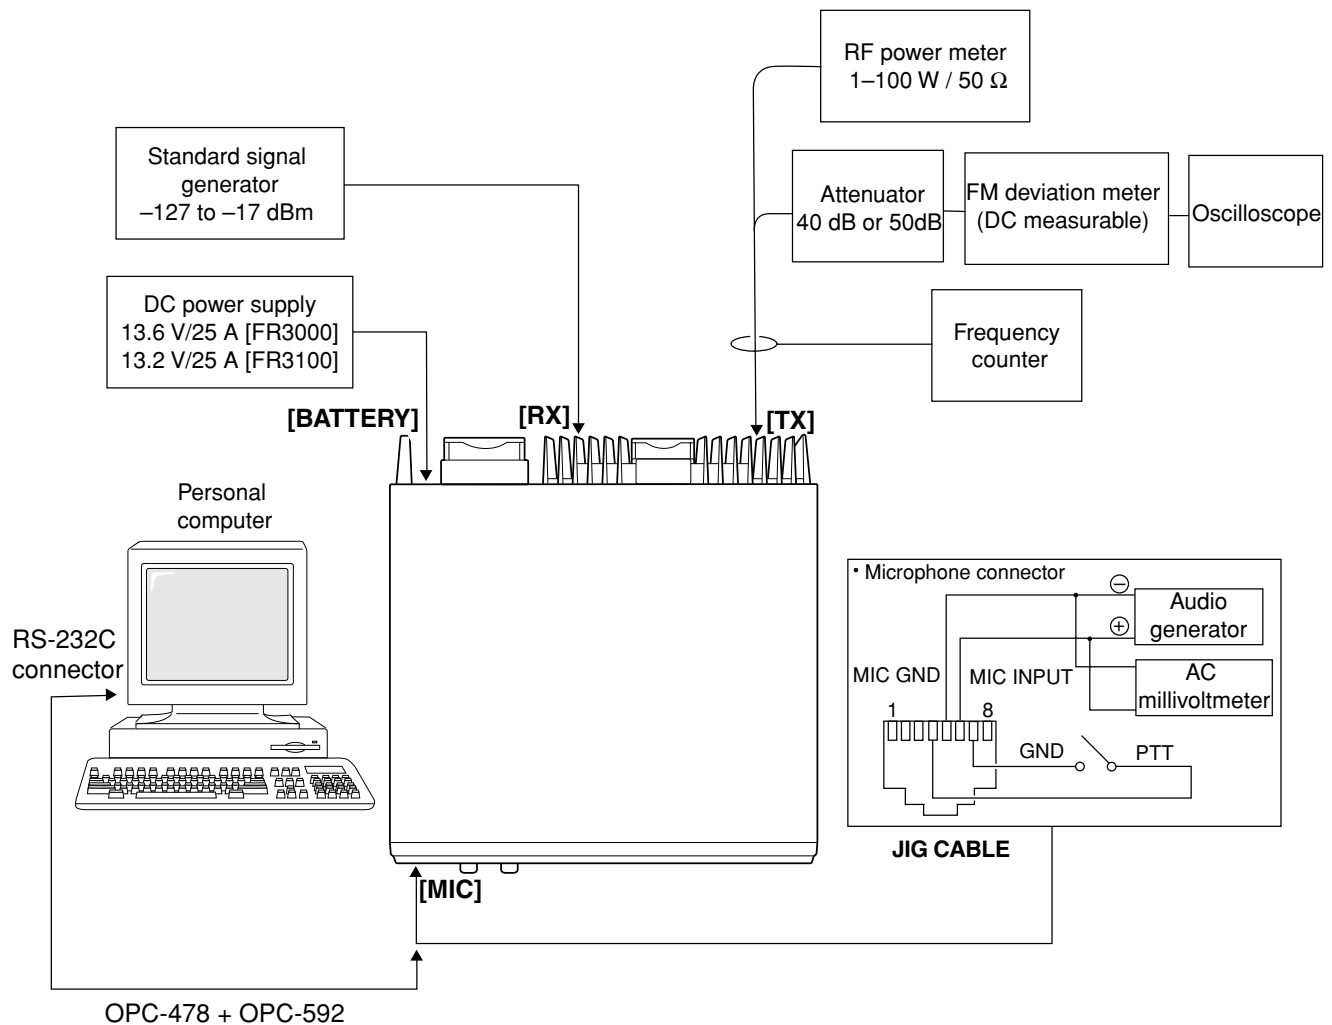 RF power meter
1–100 W / 50 Ω
Standard signal
generator
–127 to –17 dBm
Attenuator
40 dB or 50dB
FM deviation meter
(DC measurable)
Oscilloscope
DC power supply
13.6 V/25 A [FR3000]
13.2 V/25 A [FR3100]
Frequency
counter
[BATTERY]
[RX]
[TX]
Personal
computer
RS-232C
connector
• Microphone connector
⊖
Audio
generator
⊕
MIC GND
MIC INPUT
AC
millivoltmeter
1
8
GND
PTT
JIG CABLE
[MIC]
OPC-478 + OPC-592